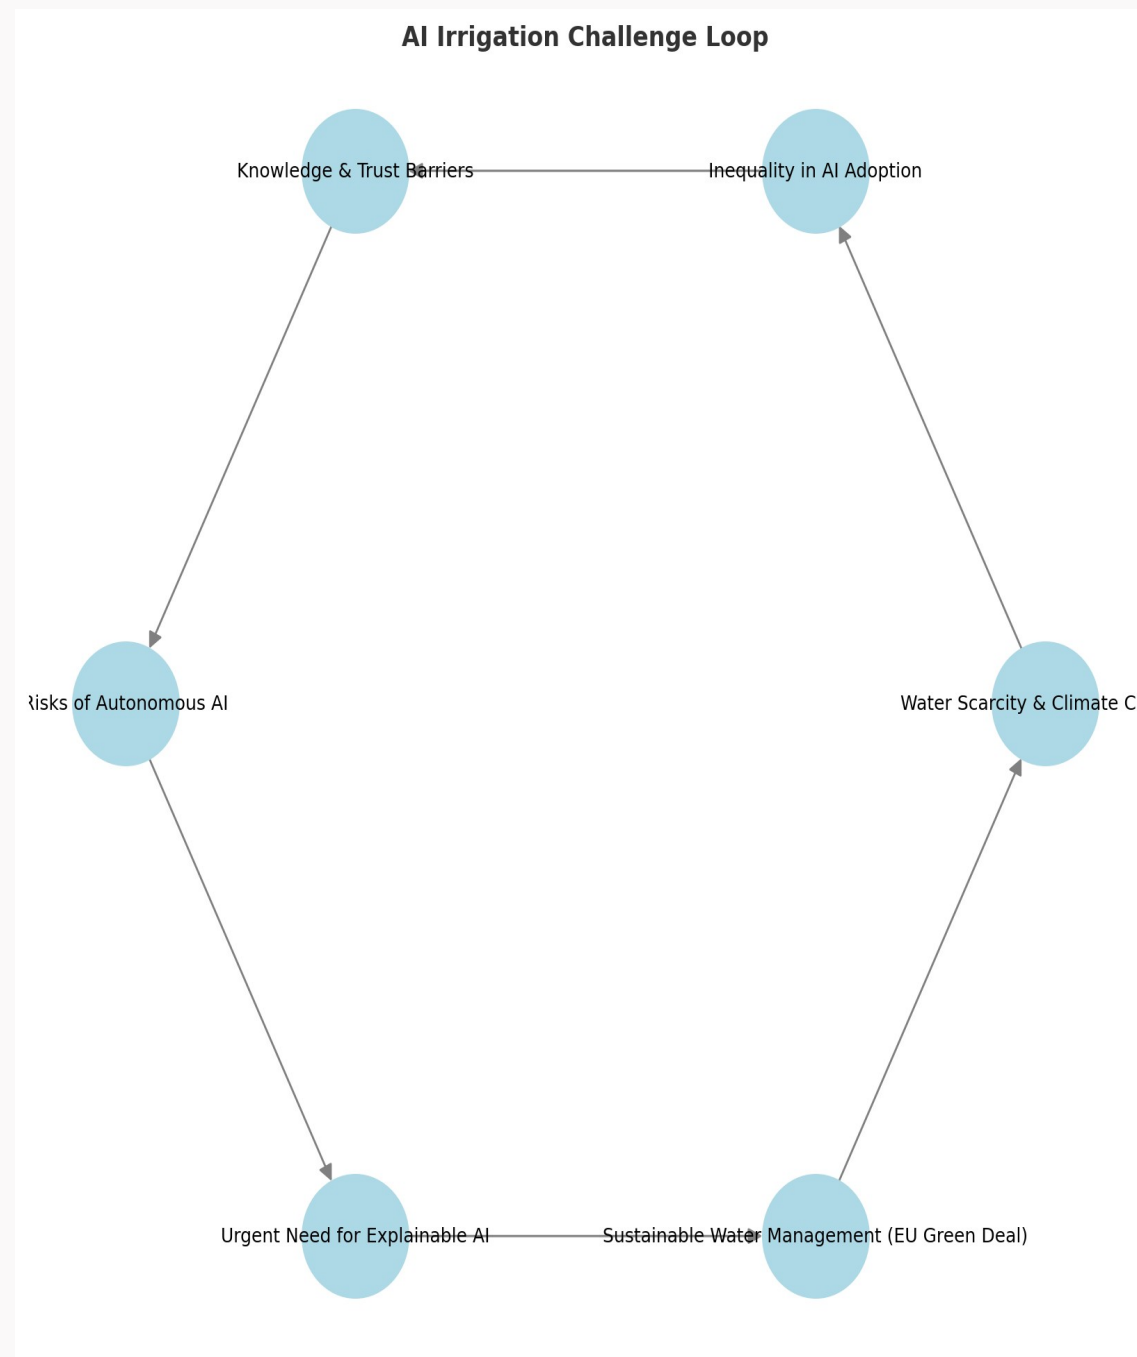 AI Irrigation Challenge Loop
Knowledge & Trust Barriers
Inequality in AI Adoption
Risks of Autonomous AI
Water Scarcity & Climate C
Urgent Need for Explainable AI
Sustainable Water Management (EU Green Deal)